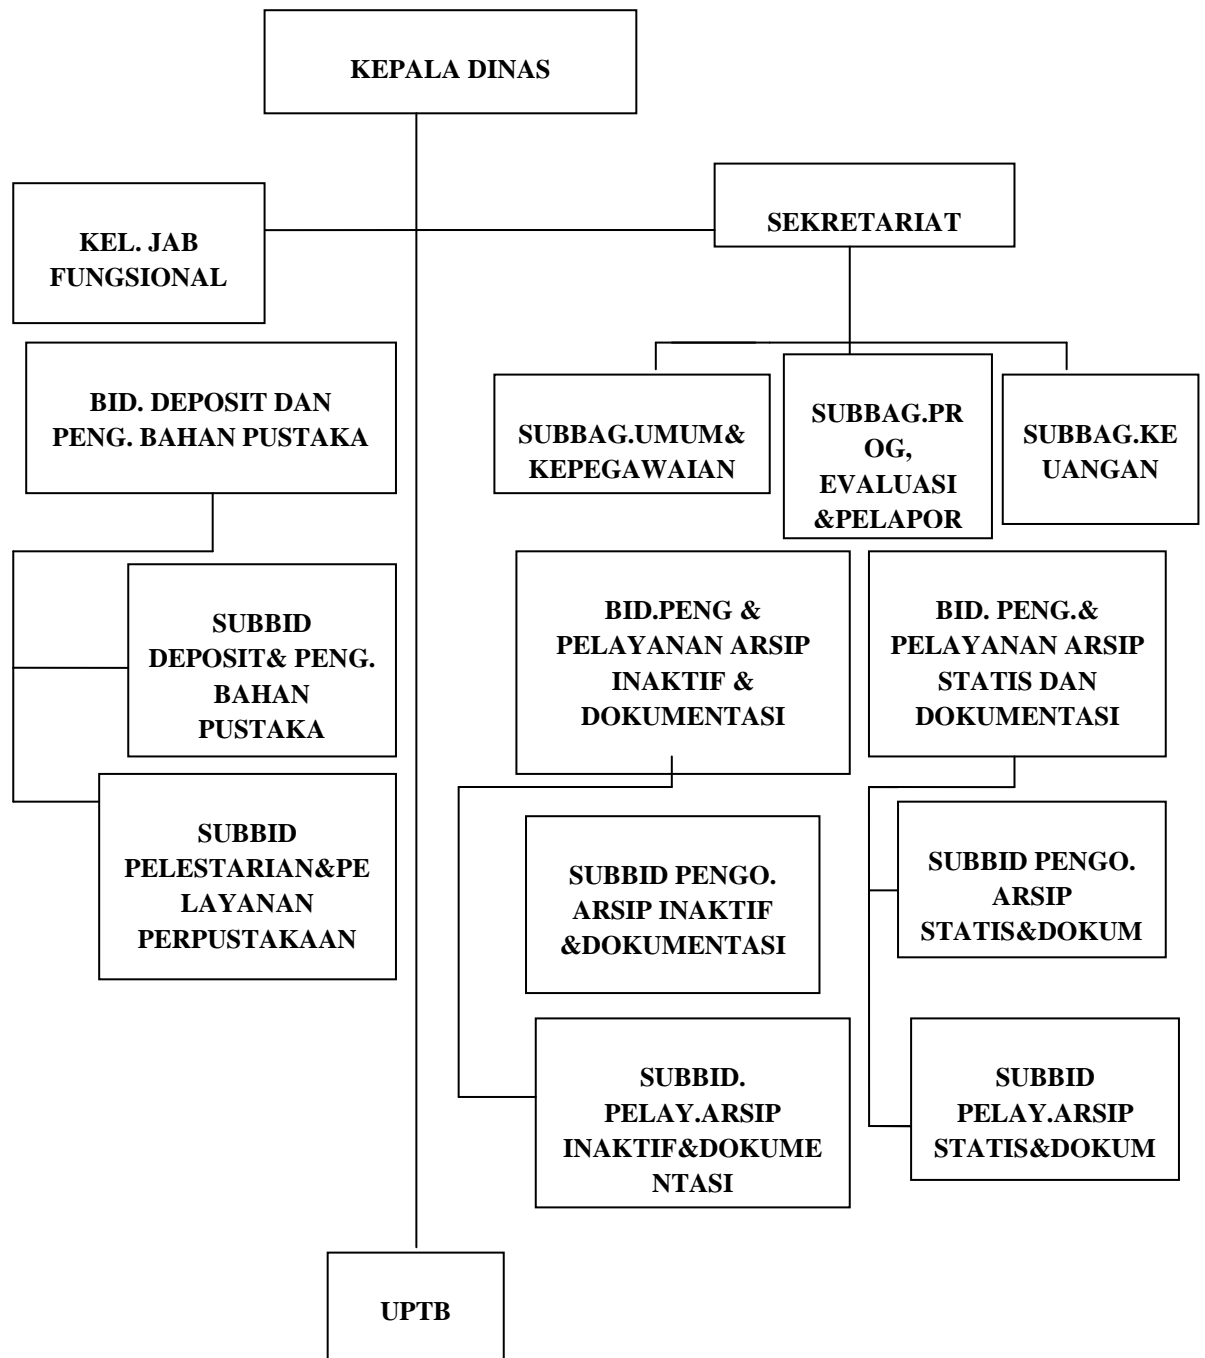 KEPALA DINAS
KEL. JAB
FUNGSIONAL
SEKRETARIAT
BID. DEPOSIT DAN
PENG. BAHAN PUSTAKA
SUBBAG.UMUM&
KEPEGAWAIAN
SUBBAG.PR
OG,
EVALUASI
&PELAPOR
SUBBAG.KE
UANGAN
SUBBID
DEPOSIT& PENG.
BAHAN
PUSTAKA
BID.PENG &
PELAYANAN ARSIP
INAKTIF &
DOKUMENTASI
BID. PENG.&
PELAYANAN ARSIP
STATIS DAN
DOKUMENTASI
SUBBID
PELESTARIAN&PE
LAYANAN
PERPUSTAKAAN
SUBBID PENGO.
ARSIP INAKTIF
&DOKUMENTASI
SUBBID PENGO.
ARSIP
STATIS&DOKUM
SUBBID.
PELAY.ARSIP
INAKTIF&DOKUME
NTASI
SUBBID
PELAY.ARSIP
STATIS&DOKUM
UPTB